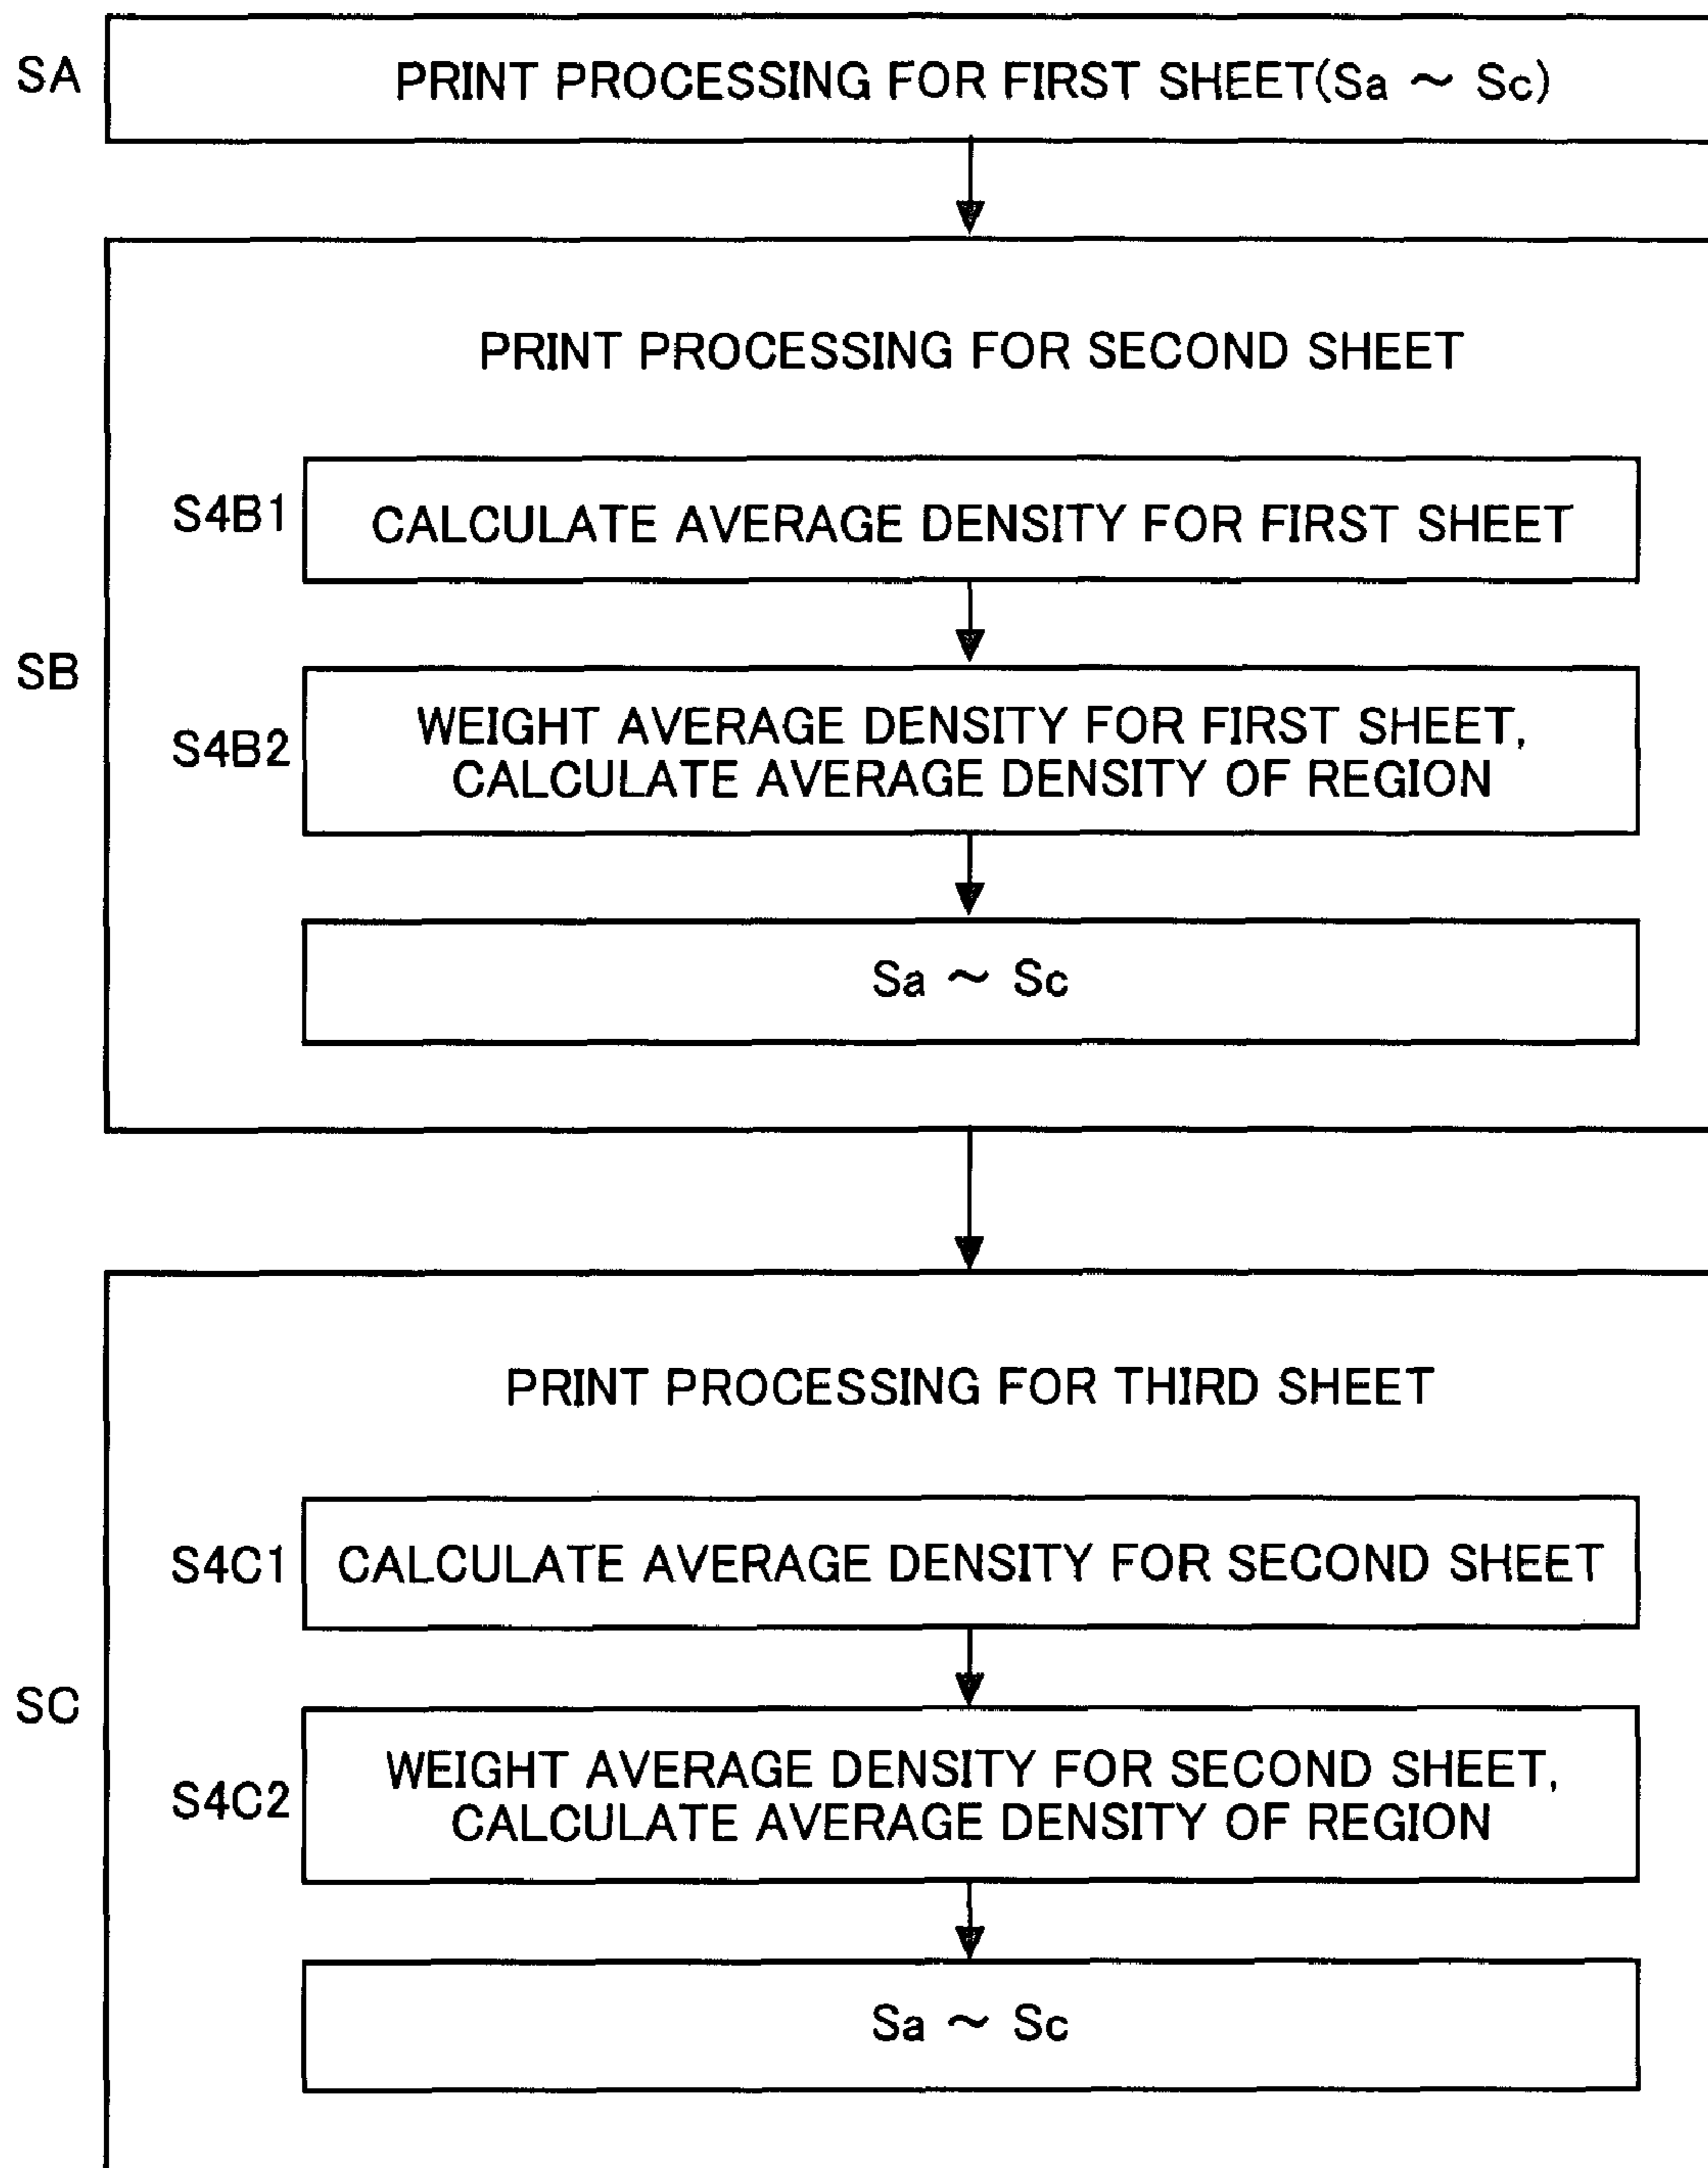 SA
PRINT PROCESSING FOR FIRST SHEET(Sa ~ Sc)
SB
PRINT PROCESSING FOR SECOND SHEET
S4B1
CALCULATE AVERAGE DENSITY FOR FIRST SHEET
S4B2
WEIGHT AVERAGE DENSITY FOR FIRST SHEET,
CALCULATE AVERAGE DENSITY OF REGION
Sa ~ Sc
SC
PRINT PROCESSING FOR THIRD SHEET
S4C1
CALCULATE AVERAGE DENSITY FOR SECOND SHEET
S4C2
WEIGHT AVERAGE DENSITY FOR SECOND SHEET,
CALCULATE AVERAGE DENSITY OF REGION
Sa ~ Sc